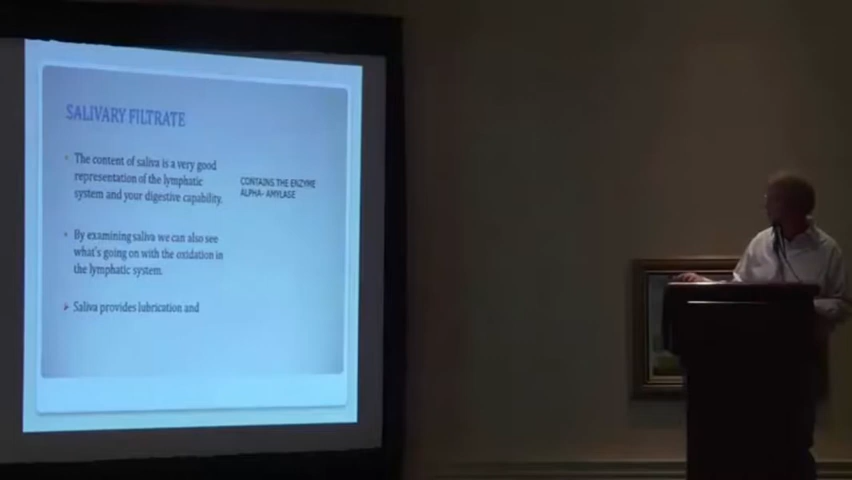 SALIVARY FILTRATE
The content of saliva is a very good
representation of the lymphatic
system and your digestive capability.
CONTAINS THE ENZYME
ALPHA- AMYLASE
By examining saliva we can also see
what's going on with the oxidation in
the lymphatic system.
Saliva provides lubrication and